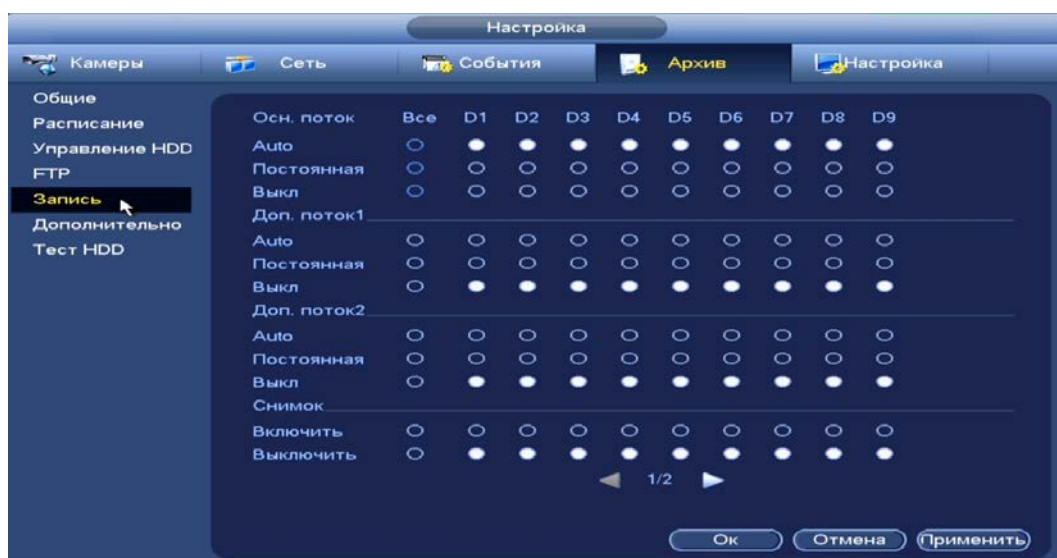 Настройка
Камеры Сеть События Архив Настройка
Общие
Расписание
Управление HDD
FTP
Запись
Дополнительно
Тест HDD
Осн. поток Все D1 D2 D3 D4 D5 D6 D7 D8 D9
Auto
Постоянная
Выкл
Доп. поток1
Auto
Постоянная
Выкл
Доп. поток2
Auto
Постоянная
Выкл
Снимок
Включить
Выключить
1/2
Ок Отмена Применить